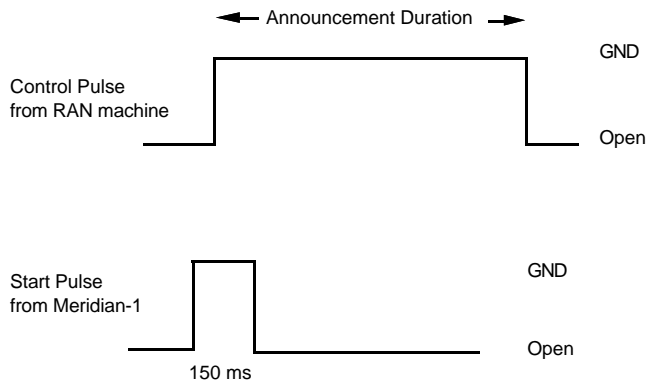 Announcement Duration
GND
Control Pulse
from RAN machine
Open
Start Pulse
from Meridian-1
GND
Open
150 ms